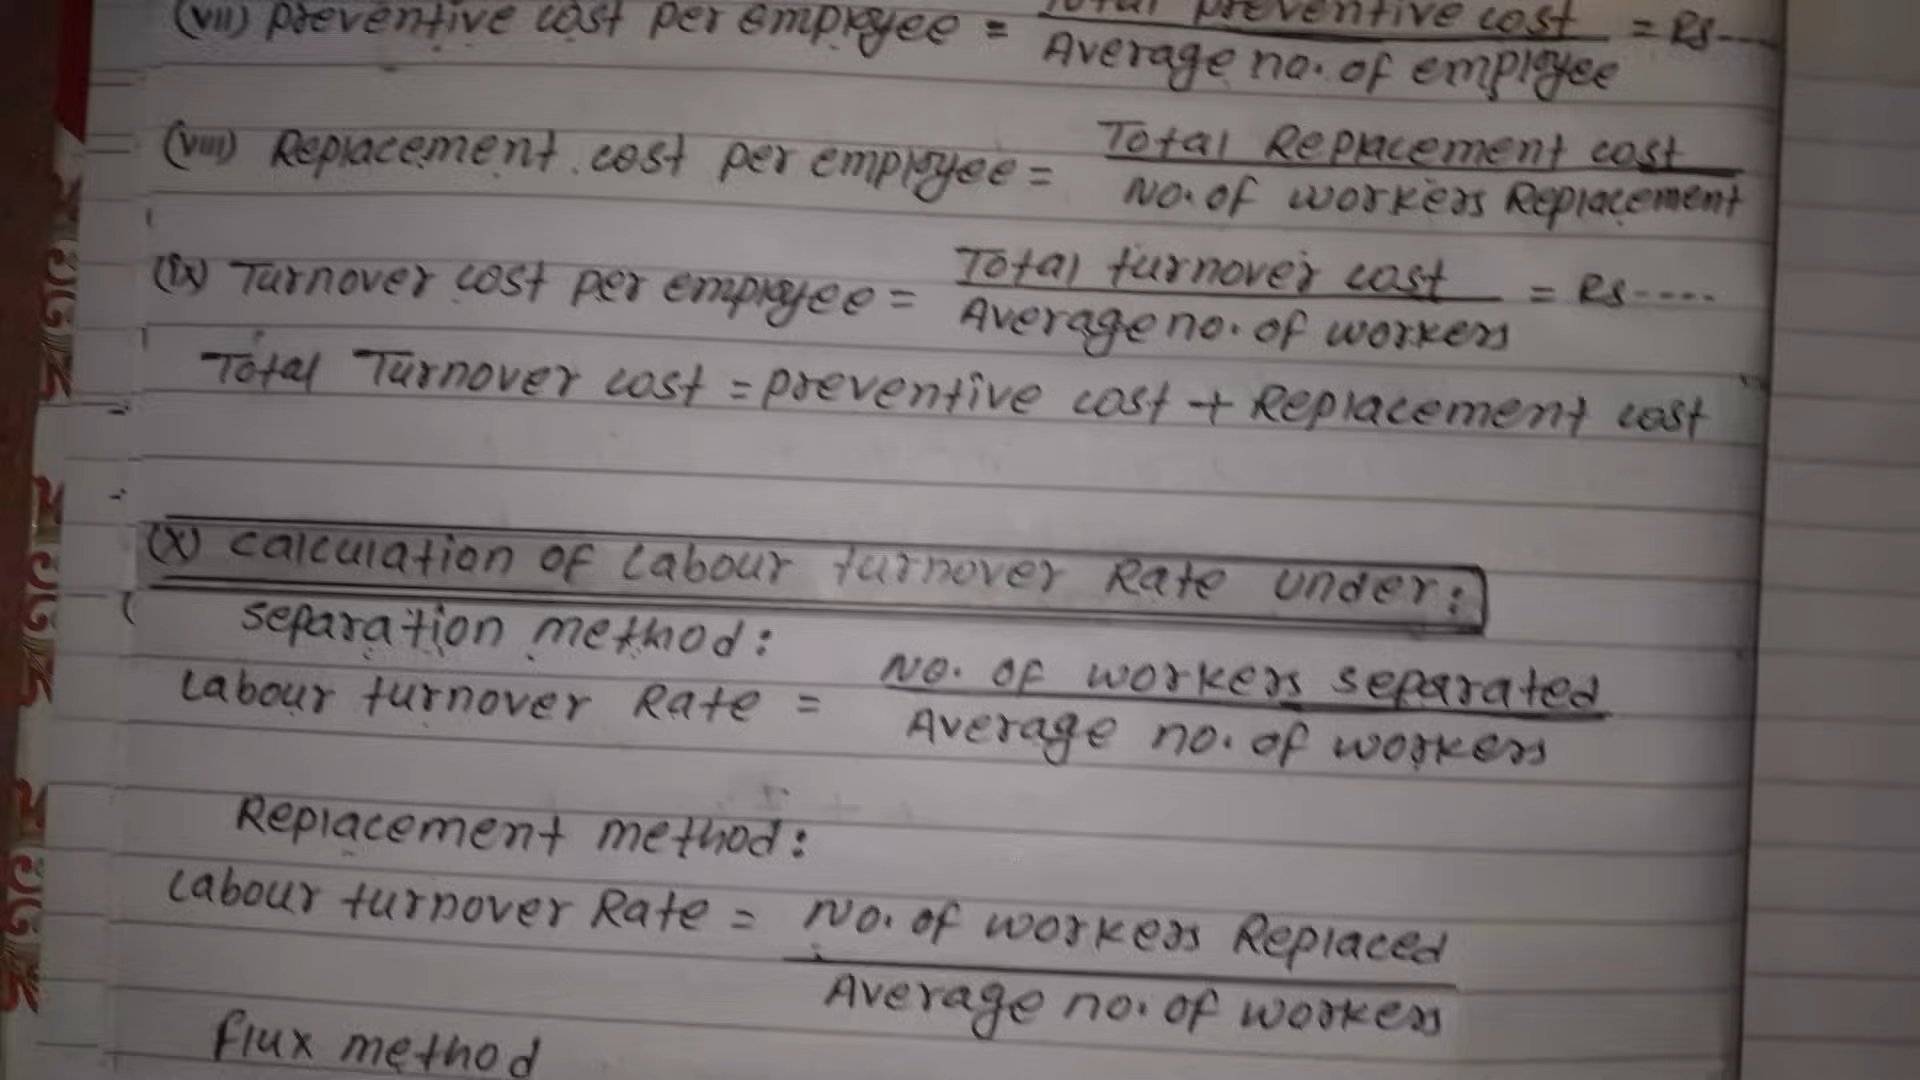 (vii) preventive cost per employee = Total preventive cost / Average no. of employee = Rs----
(viii) Replacement cost per employee = Total Replacement cost / No. of workers Replacement
(ix) Turnover cost per employee = Total turnover cost / Average no. of workers = Rs----
Total Turnover cost = preventive cost + Replacement cost
(x) calculation of Labour turnover Rate under:
separation method:
Labour turnover Rate = No. of workers separated / Average no. of workers
Replacement method:
Labour turnover Rate = No. of workers Replaced / Average no. of workers
flux method